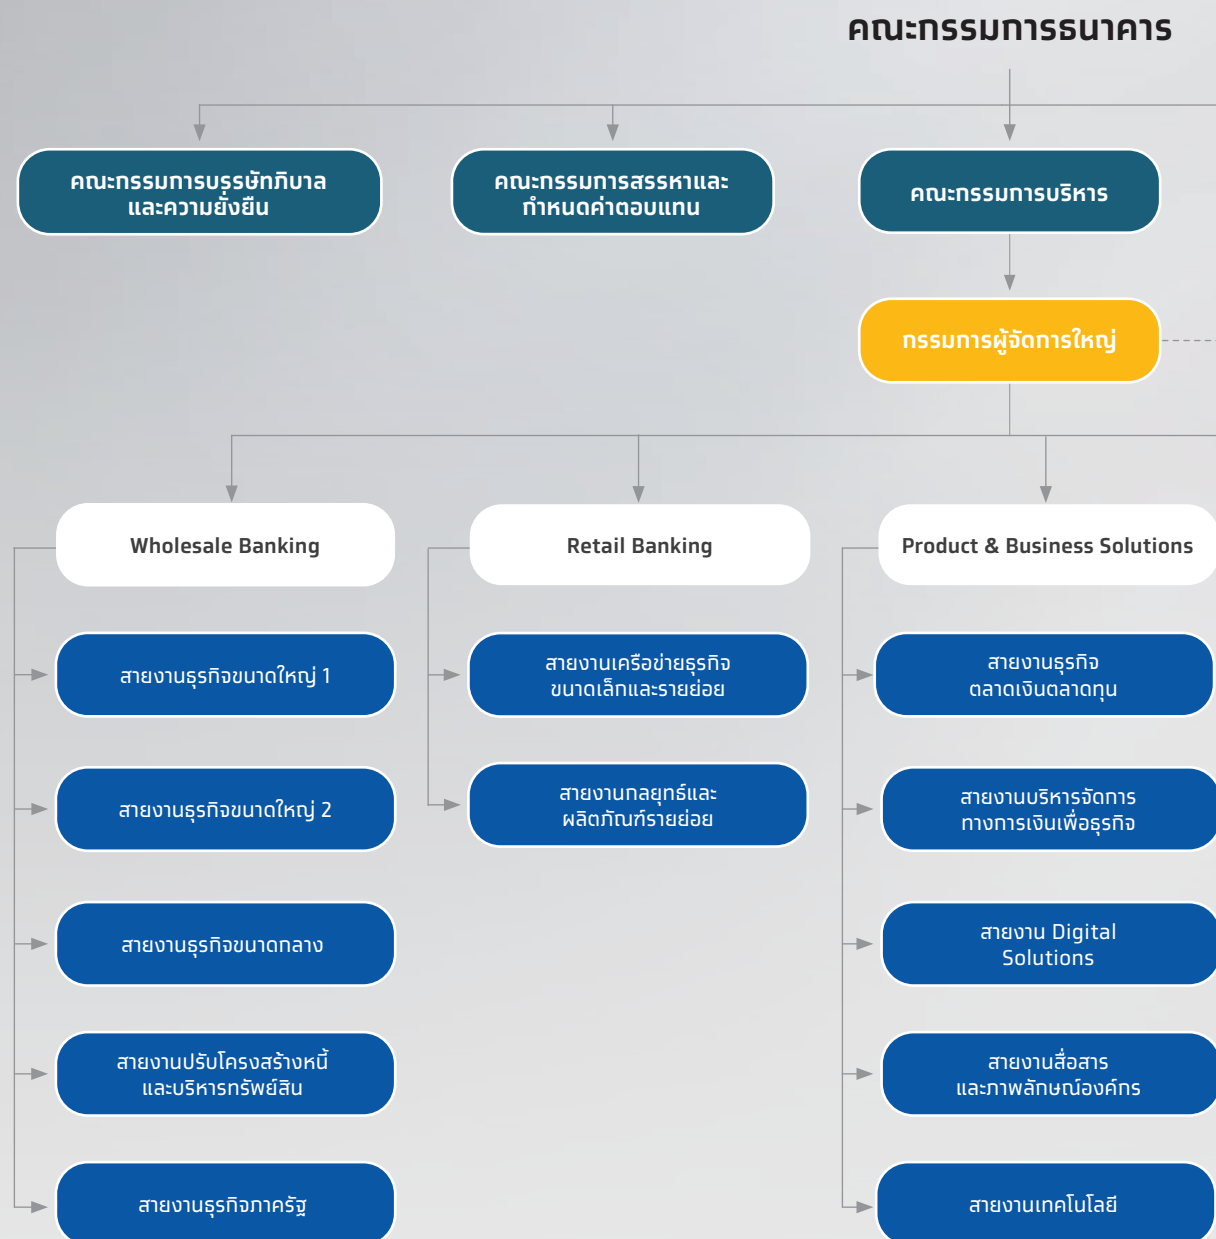 คณะกรรมการธนาคาร
คณะกรรมการบรรษัทภิบาล
และความยั่งยืน
คณะกรรมการสรรหาและ
กำหนดค่าตอบแทน
คณะกรรมการบริหาร
กรรมการผู้จัดการใหญ่
Wholesale Banking
Retail Banking
Product & Business Solutions
สายงานธุรกิจขนาดใหญ่ 1
สายงานธุรกิจขนาดใหญ่ 2
สายงานธุรกิจขนาดกลาง
สายงานปรับโครงสร้างหนี้
และบริหารทรัพย์สิน
สายงานธุรกิจภาครัฐ
สายงานเครือข่ายธุรกิจ
ขนาดเล็กและรายย่อย
สายงานกลยุทธ์และ
ผลิตภัณฑ์รายย่อย
สายงานธุรกิจ
ตลาดเงินตลาดทุน
สายงานบริหารจัดการ
ทางการเงินเพื่อธุรกิจ
สายงาน Digital
Solutions
สายงานสื่อสาร
และภาพลักษณ์องค์กร
สายงานเทคโนโลยี